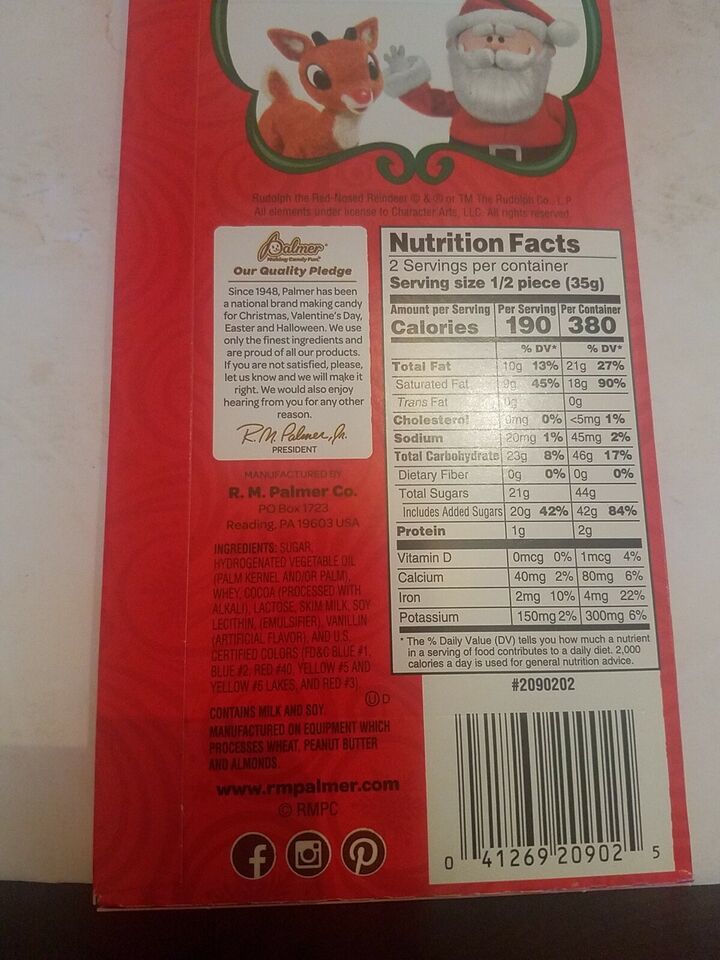 Rudolph the Red-Nosed Reindeer © & ® or TM The Rudolph Co., L.P.
All elements under license to Character Arts, LLC. All rights reserved.
Palmer®
Making Candy Fun™
Our Quality Pledge
Since 1948, Palmer has been
a national brand making candy
for Christmas, Valentine's Day,
Easter and Halloween. We use
only the finest ingredients and
are proud of all our products.
If you are not satisfied, please,
let us know and we will make it
right. We would also enjoy
hearing from you for any other
reason.
R.M. Palmer, Jr.
PRESIDENT
MANUFACTURED BY
R. M. Palmer Co.
PO Box 1723
Reading, PA 19603 USA
INGREDIENTS: SUGAR,
HYDROGENATED VEGETABLE OIL
(PALM KERNEL AND/OR PALM),
WHEY, COCOA (PROCESSED WITH
ALKALI), LACTOSE, SKIM MILK, SOY
LECITHIN, (EMULSIFIER), VANILLIN
(ARTIFICIAL FLAVOR), AND U.S.
CERTIFIED COLORS (FD&C BLUE #1,
BLUE #2, RED #40, YELLOW #5 AND
YELLOW #6 LAKES, AND RED #3).
Ⓤ D
CONTAINS MILK AND SOY.
MANUFACTURED ON EQUIPMENT WHICH
PROCESSES WHEAT, PEANUT BUTTER
AND ALMONDS.
www.rmpalmer.com
© RMPC
Nutrition Facts
2 Servings per container
Serving size 1/2 piece (35g)
Amount per Serving Per Serving Per Container
Calories 190 380
% DV* % DV*
Total Fat 10g 13% 21g 27%
Saturated Fat 9g 45% 18g 90%
Trans Fat 0g 0g
Cholesterol 0mg 0% <5mg 1%
Sodium 20mg 1% 45mg 2%
Total Carbohydrate 23g 8% 46g 17%
Dietary Fiber 0g 0% 0g 0%
Total Sugars 21g 44g
Includes Added Sugars 20g 42% 42g 84%
Protein 1g 2g
Vitamin D 0mcg 0% 1mcg 4%
Calcium 40mg 2% 80mg 6%
Iron 2mg 10% 4mg 22%
Potassium 150mg 2% 300mg 6%
* The % Daily Value (DV) tells you how much a nutrient
in a serving of food contributes to a daily diet. 2,000
calories a day is used for general nutrition advice.
#2090202
0 41269 20902 5